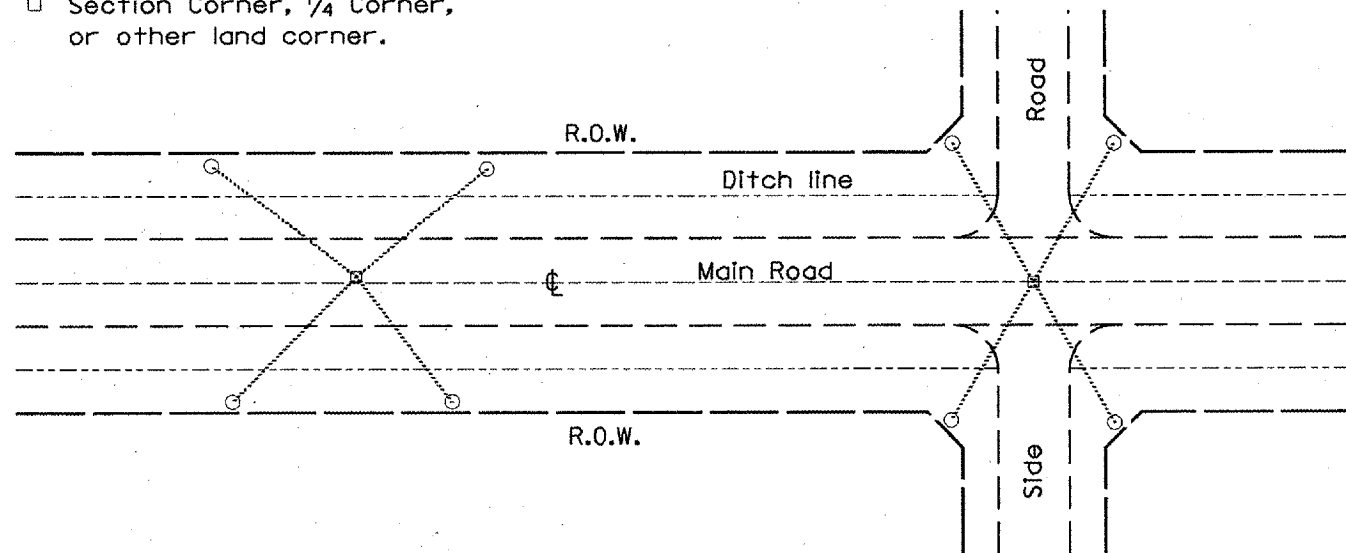 □ Section Corner, 1/4 Corner,
or other land corner.
Road
R.O.W.
Ditch line
Main Road
℄
R.O.W.
Side